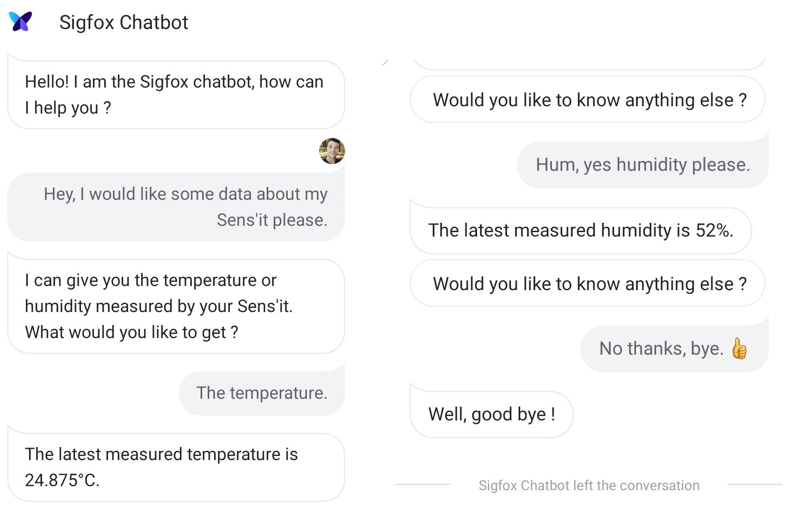 Sigfox Chatbot
Hello! I am the Sigfox chatbot, how can
I help you ?
Hey, I would like some data about my
Sens'it please.
I can give you the temperature or
humidity measured by your Sens'it.
What would you like to get ?
The temperature.
The latest measured temperature is
24.875°C.
Would you like to know anything else ?
Hum, yes humidity please.
The latest measured humidity is 52%.
Would you like to know anything else ?
No thanks, bye. 👍
Well, good bye !
Sigfox Chatbot left the conversation